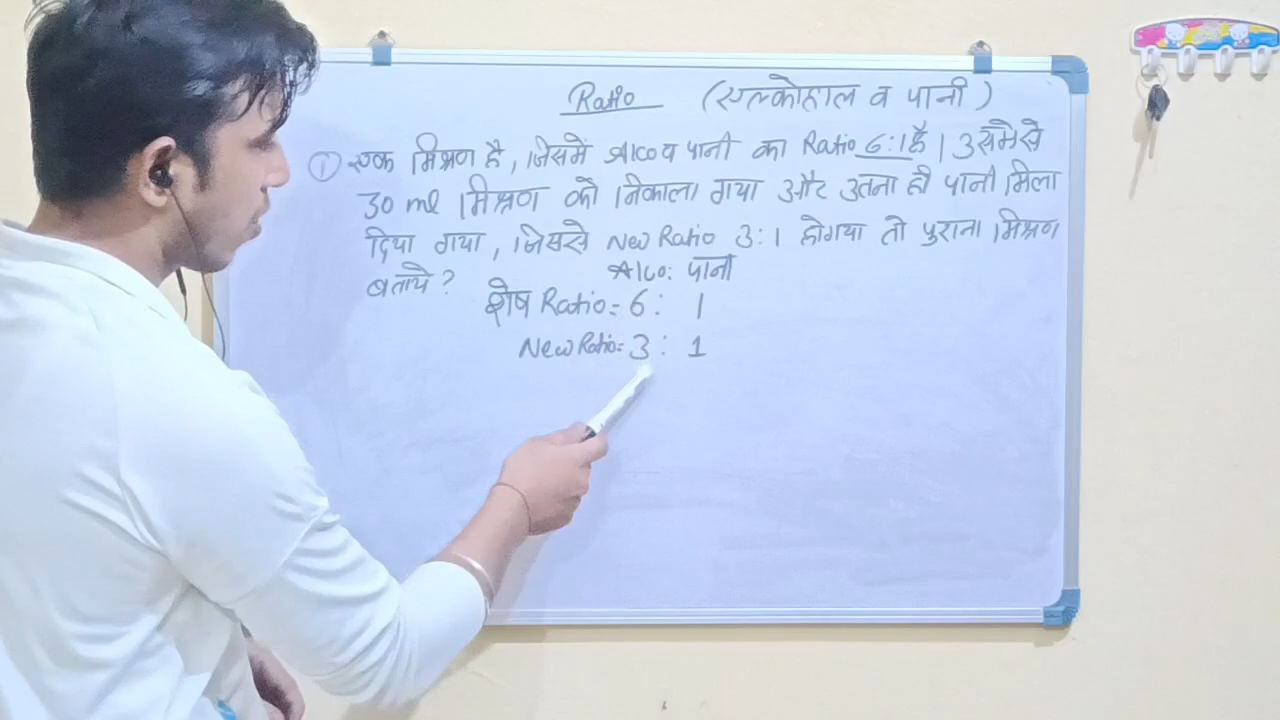 Ratio (एल्कोहाल व पानी)
① एक मिश्रण है, जिसमें Alco व पानी का Ratio 6:1 है । उसमें से
30 ml मिश्रण को निकाला गया और उतना ही पानी मिला
दिया गया, जिससे New Ratio 3:1 होगया तो पुराना मिश्रण
बताये ?
Alco: पानी
शेष Ratio = 6 : 1
New Ratio = 3 : 1